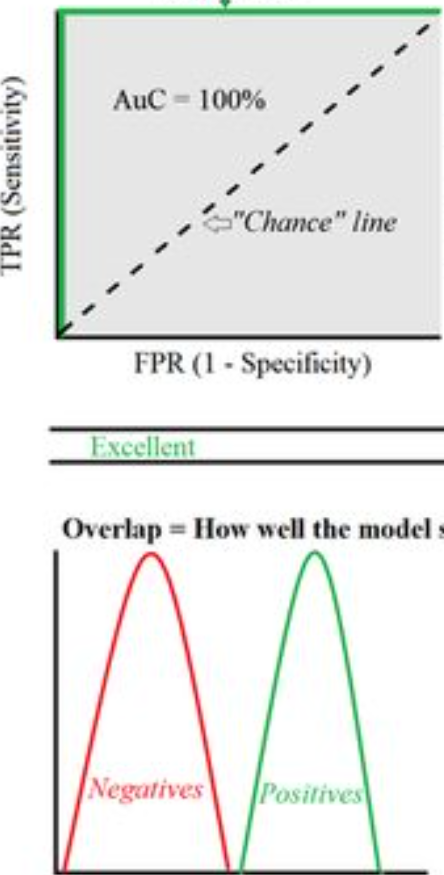 AuC = 100%
"Chance" line
TPR (Sensitivity)
FPR (1 - Specificity)
Excellent
Overlap = How well the model
Negatives
Positives